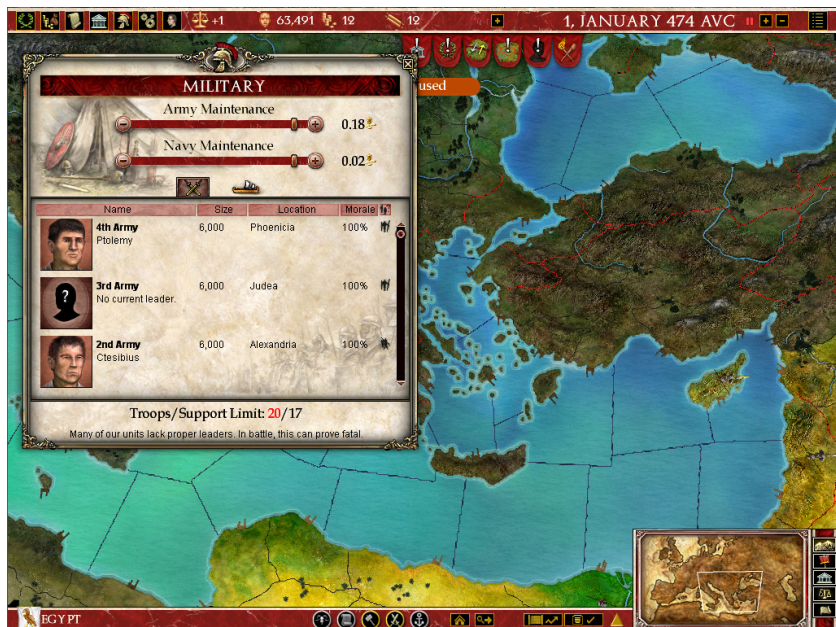 +1 63,491 12 12 1, JANUARY 474 AVC
used
MILITARY
Army Maintenance
0.18
Navy Maintenance
0.02
Name Size Location Morale
4th Army 6,000 Phoenicia 100%
Ptolemy
3rd Army 6,000 Judea 100%
?
No current leader.
2nd Army 6,000 Alexandria 100%
Ctesibius
Troops/Support Limit: 20/17
Many of our units lack proper leaders. In battle, this can prove fatal.
EGYPT